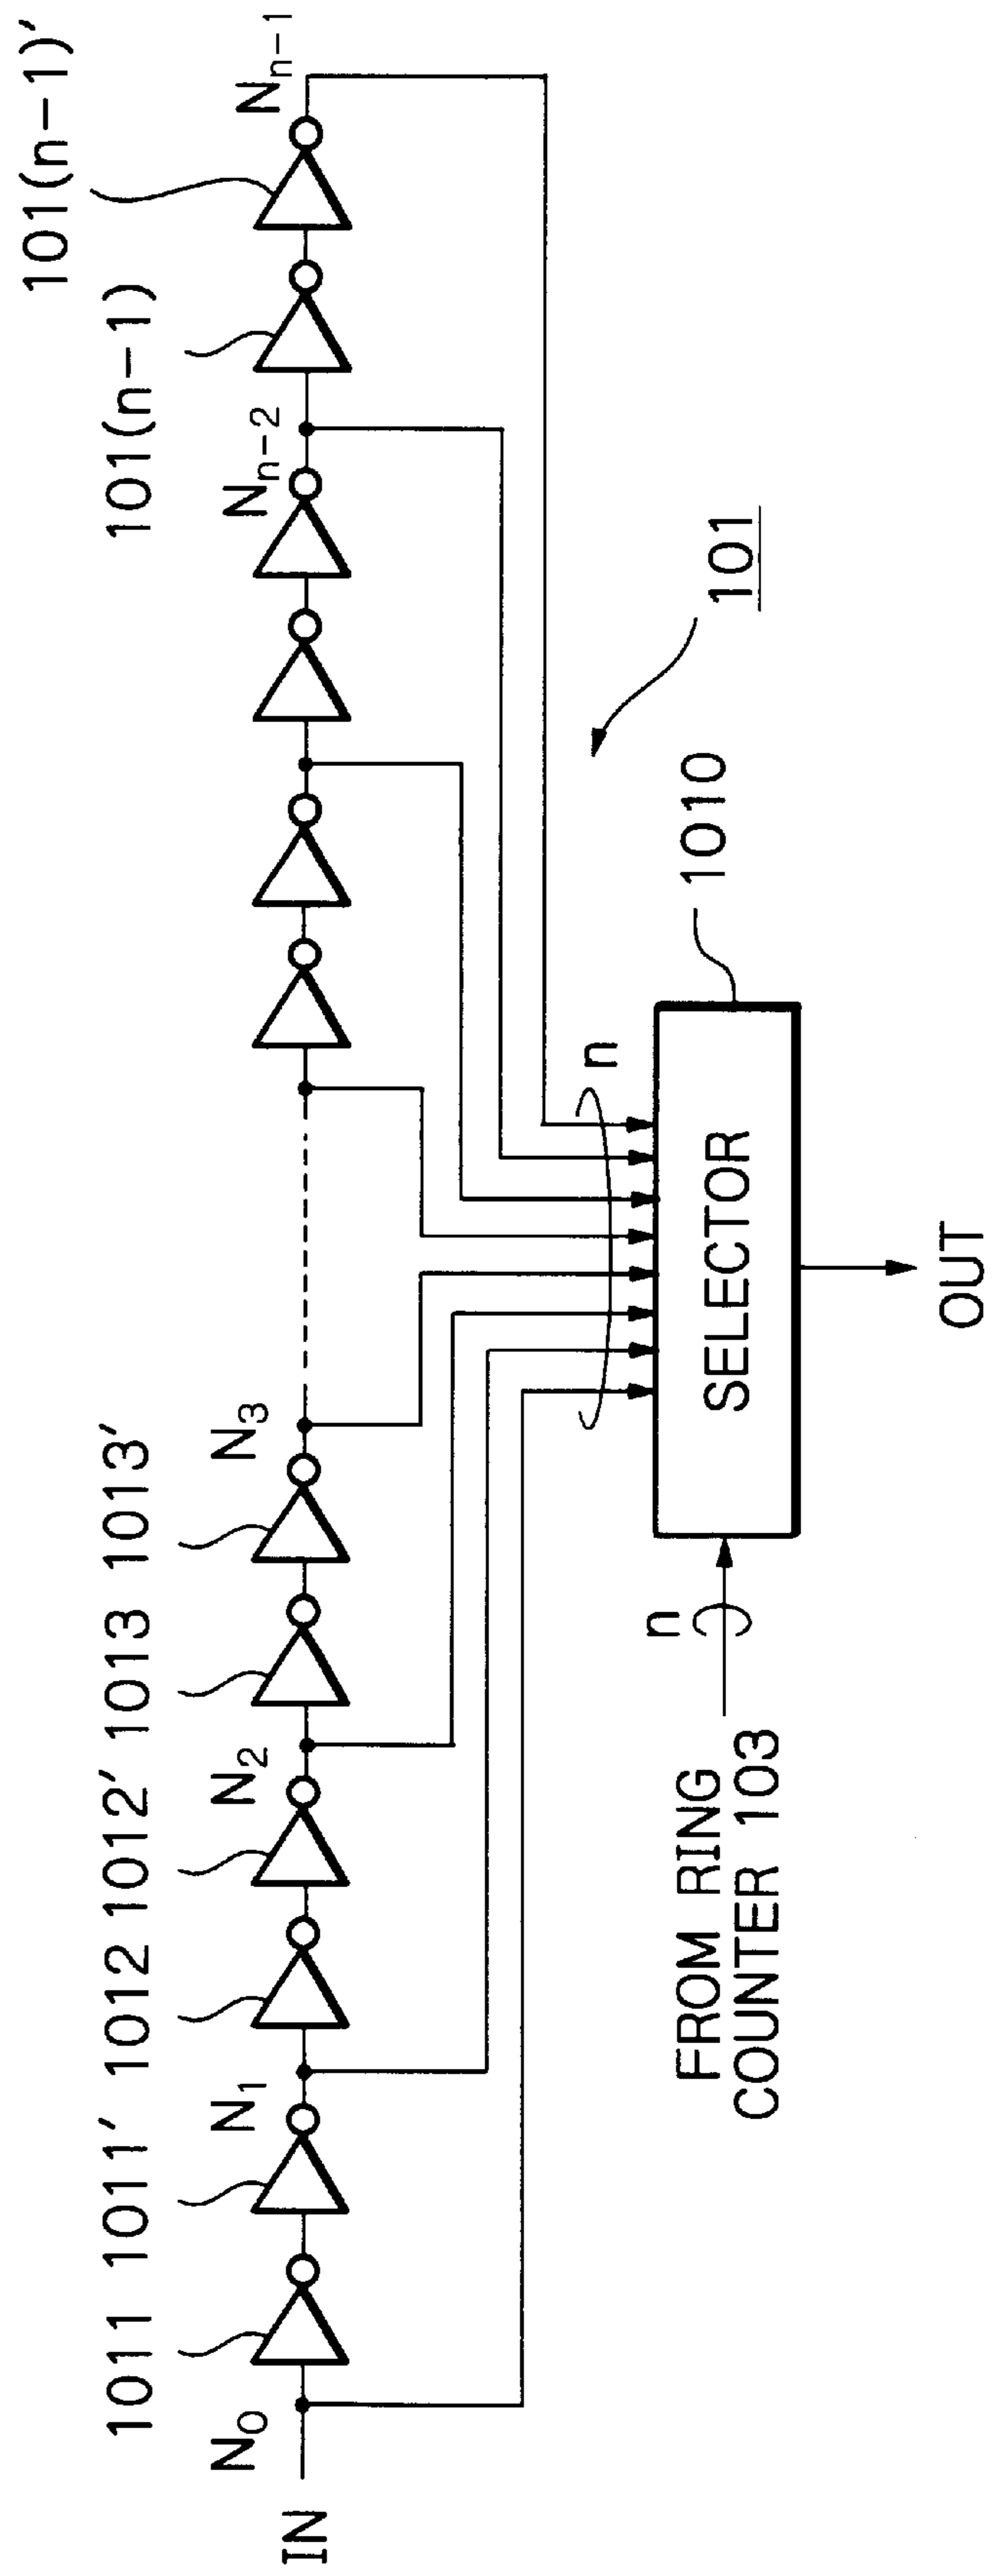 101(n-1)′
101(n-1)
1011 1011′ 1012 1012′ 1013 1013′
N0
N1
N2
N3
Nn-2
Nn-1
IN
n
101
n
1010
SELECTOR
FROM RING
COUNTER 103
OUT